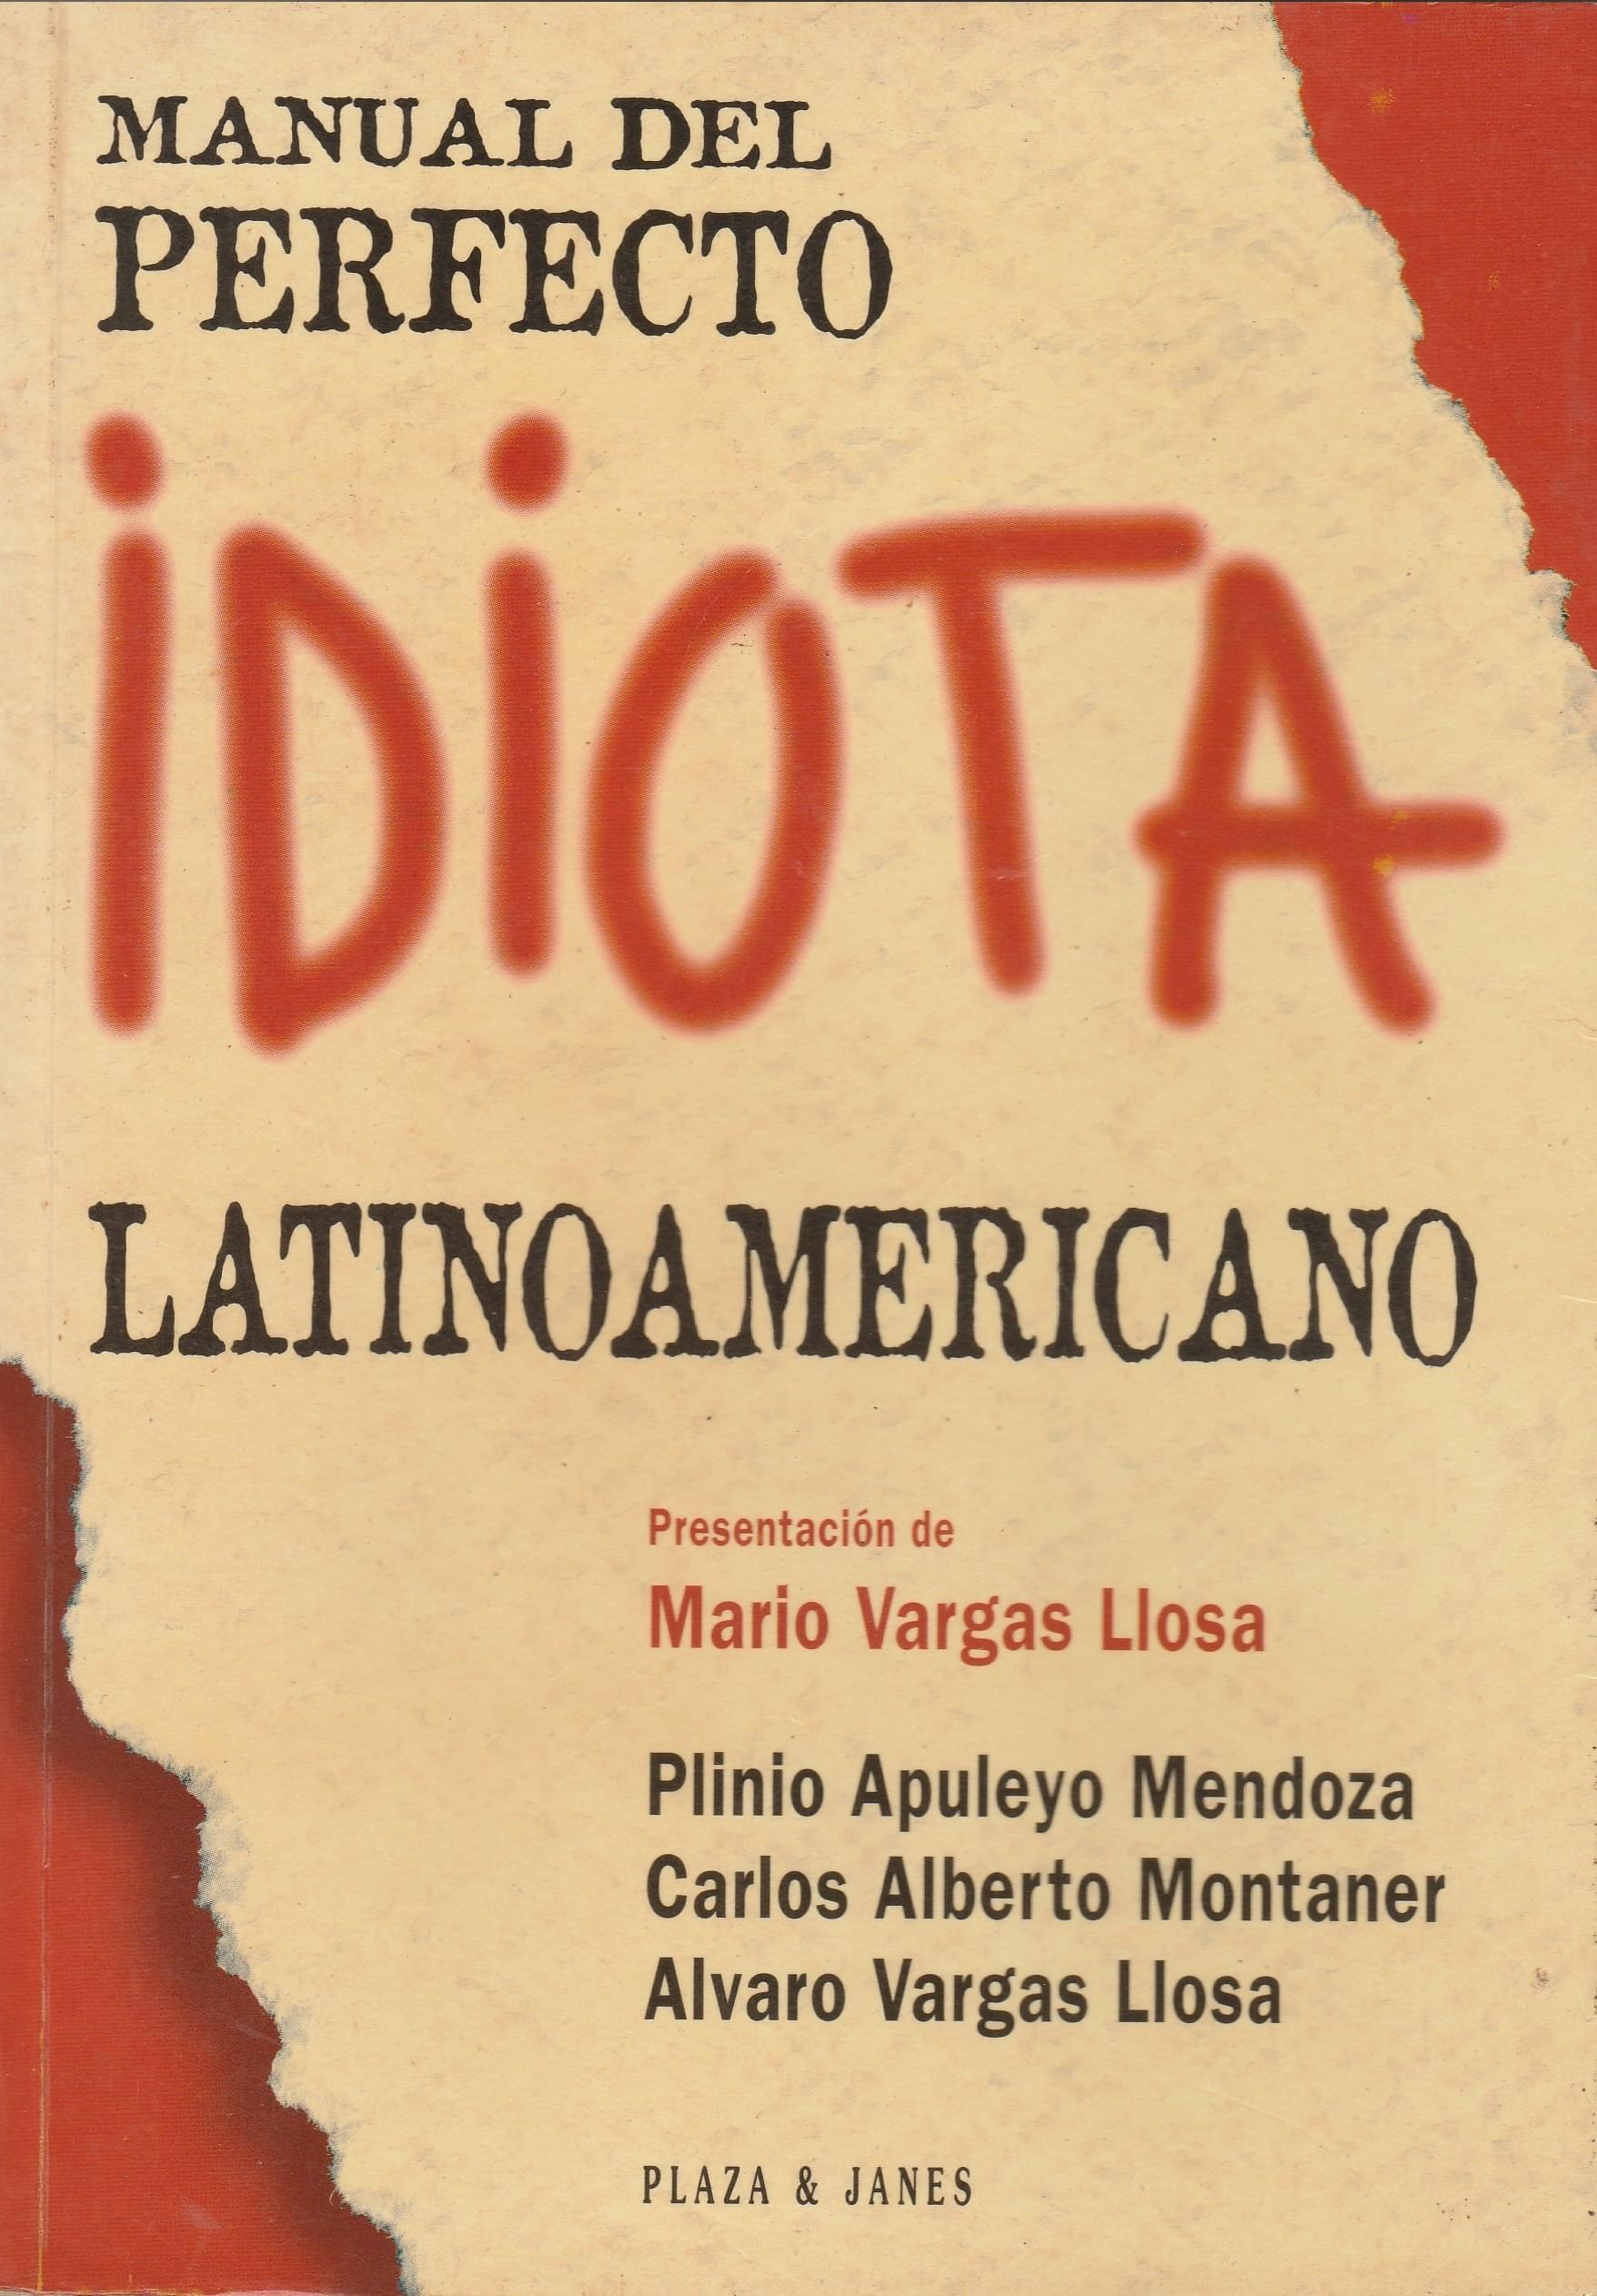 MANUAL DEL
PERFECTO
iDiOTA
LATINOAMERICANO
Presentación de
Mario Vargas Llosa
Plinio Apuleyo Mendoza
Carlos Alberto Montaner
Alvaro Vargas Llosa
PLAZA & JANES